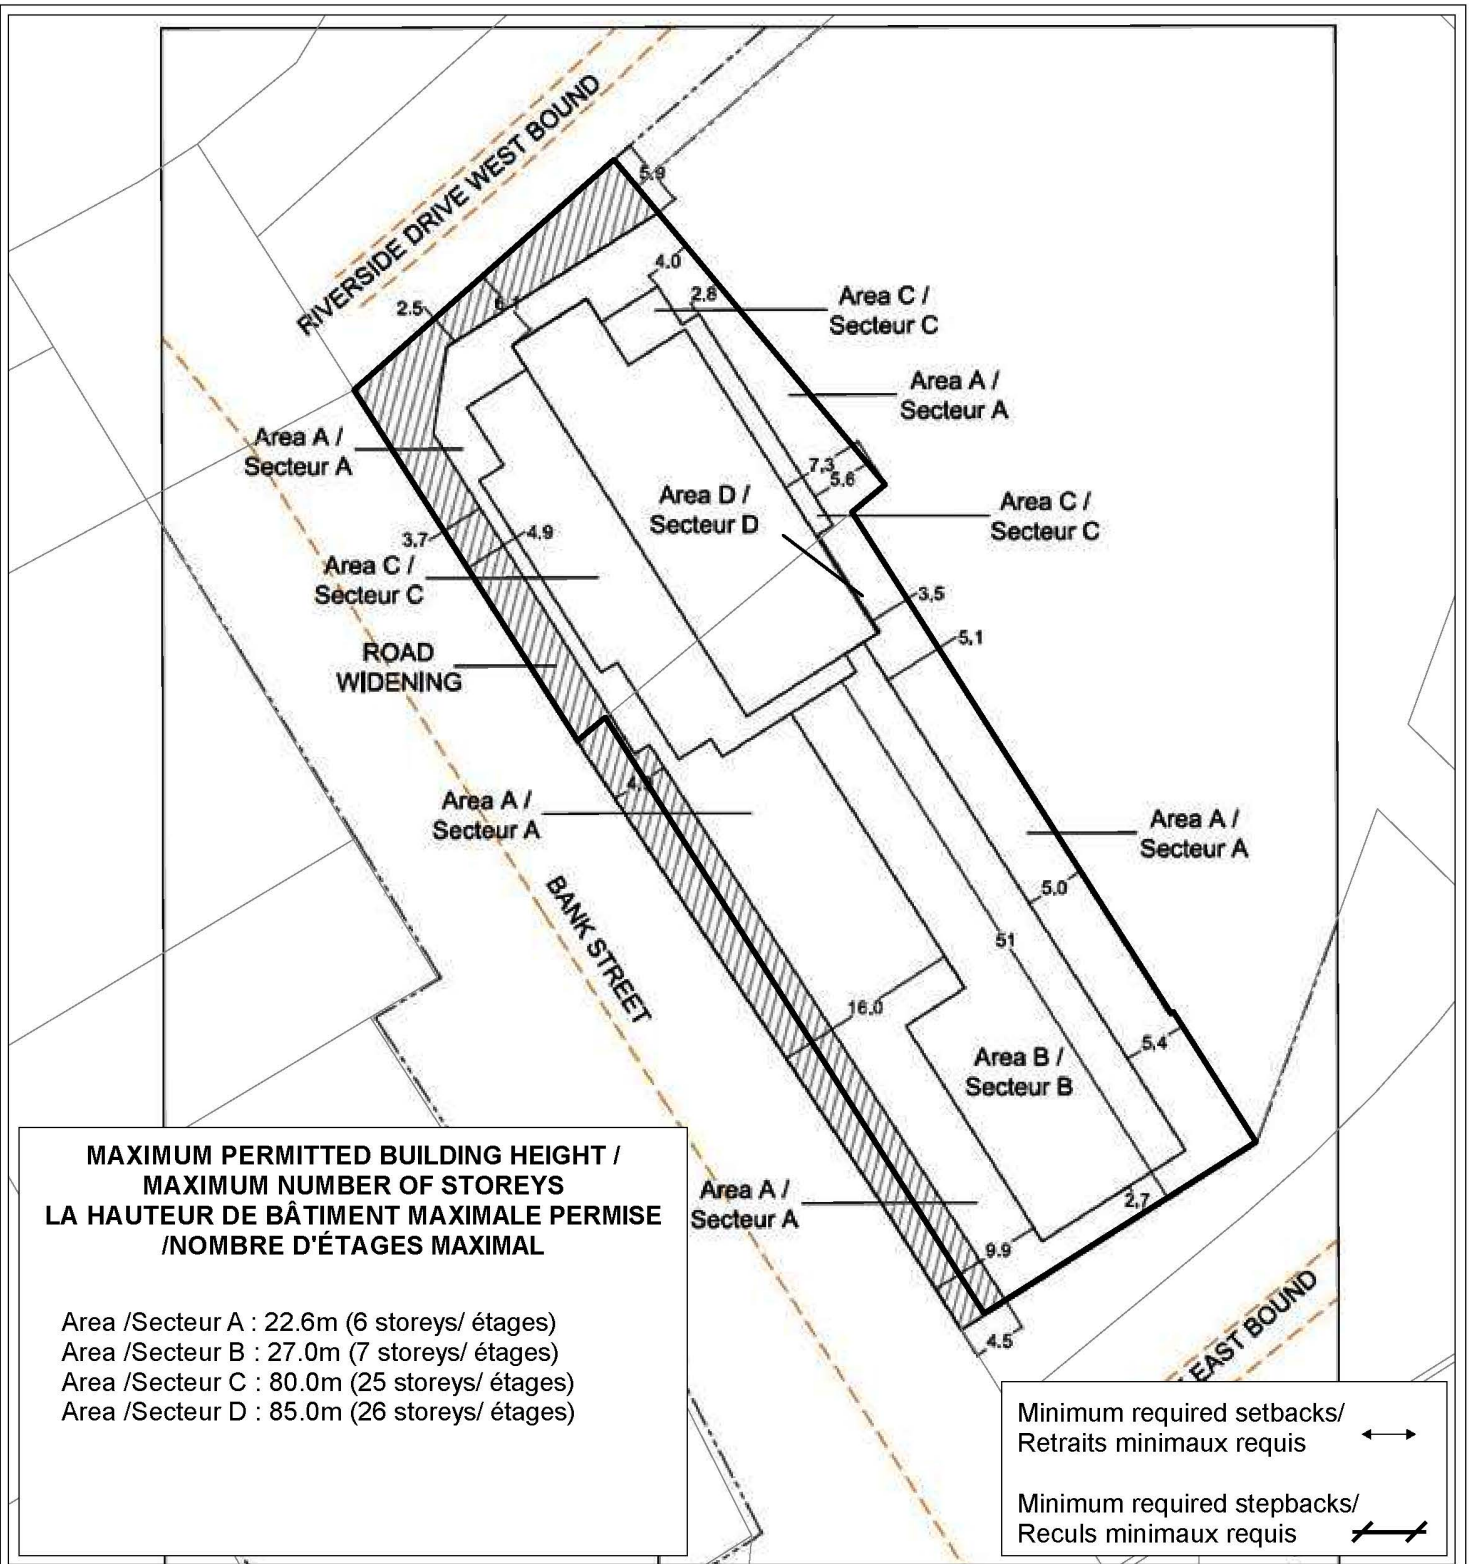 RIVERSIDE DRIVE WEST BOUND
5.9
4.0
2.8
2.5
6.1
Area C /
Secteur C
Area A /
Secteur A
Area A /
Secteur A
7,3
5.6
Area D /
Secteur D
Area C /
Secteur C
3.7
4.9
Area C /
Secteur C
3,5
5,1
ROAD
WIDENING
Area A /
Secteur A
Area A /
Secteur A
5.0
BANK STREET
51
16.0
5,4
Area B /
Secteur B
Area A /
Secteur A
2,7
9.9
4.5
EAST BOUND
MAXIMUM PERMITTED BUILDING HEIGHT /
MAXIMUM NUMBER OF STOREYS
LA HAUTEUR DE BÂTIMENT MAXIMALE PERMISE
/NOMBRE D'ÉTAGES MAXIMAL
Area /Secteur A : 22.6m (6 storeys/ étages)
Area /Secteur B : 27.0m (7 storeys/ étages)
Area /Secteur C : 80.0m (25 storeys/ étages)
Area /Secteur D : 85.0m (26 storeys/ étages)
Minimum required setbacks/
Retraits minimaux requis
Minimum required stepbacks/
Reculs minimaux requis